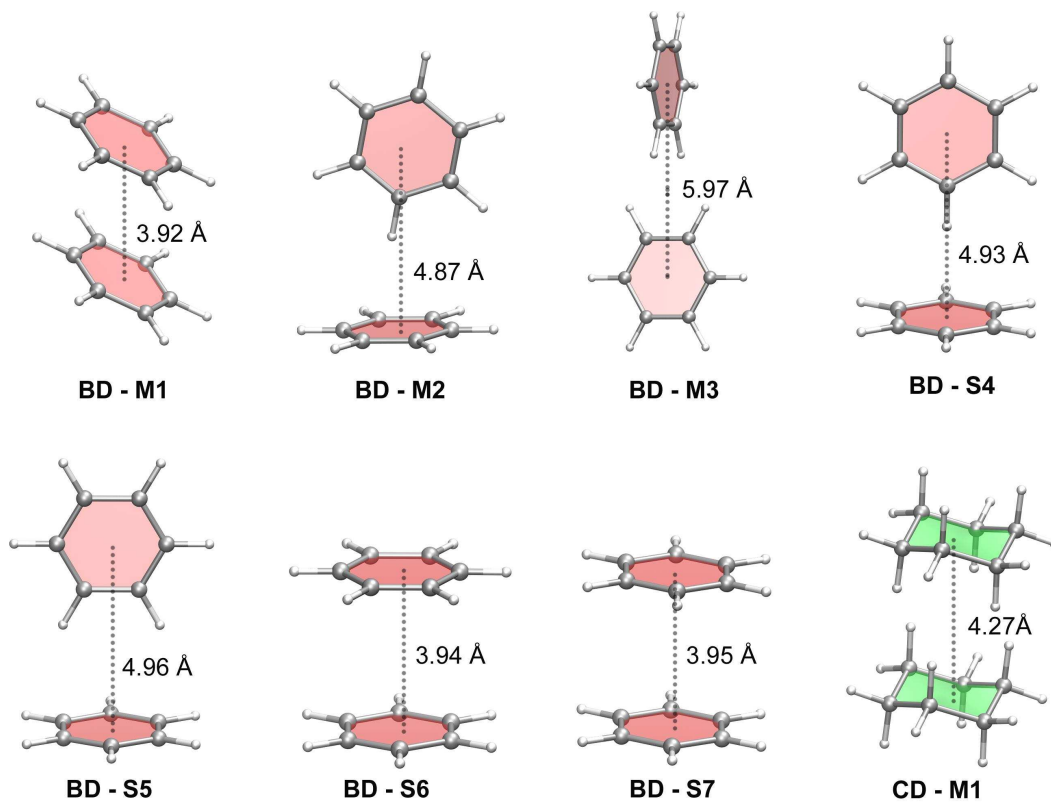 3.92 Å
4.87 Å
5.97 Å
4.93 Å
BD - M1
BD - M2
BD - M3
BD - S4
4.96 Å
3.94 Å
3.95 Å
4.27Å
BD - S5
BD - S6
BD - S7
CD - M1